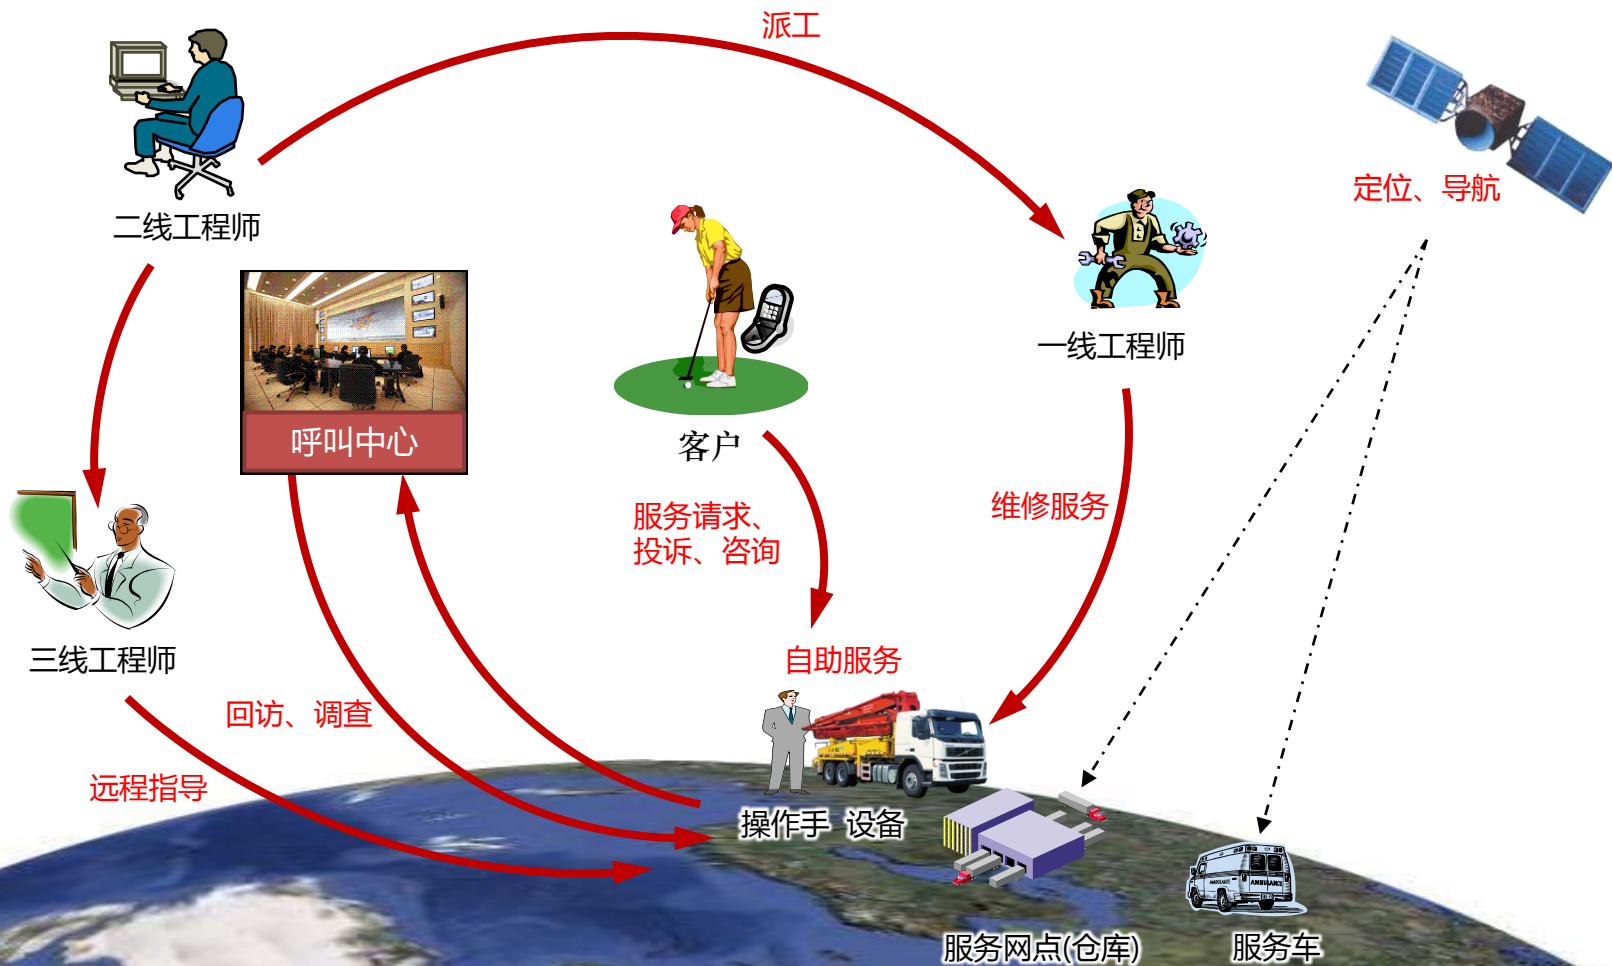 派工
定位、导航
二线工程师
一线工程师
呼叫中心
客户
服务请求、
投诉、咨询
维修服务
自助服务
三线工程师
回访、调查
远程指导
操作手 设备
AMBULANCE
AMBULANCE
服务网点(仓库)
服务车